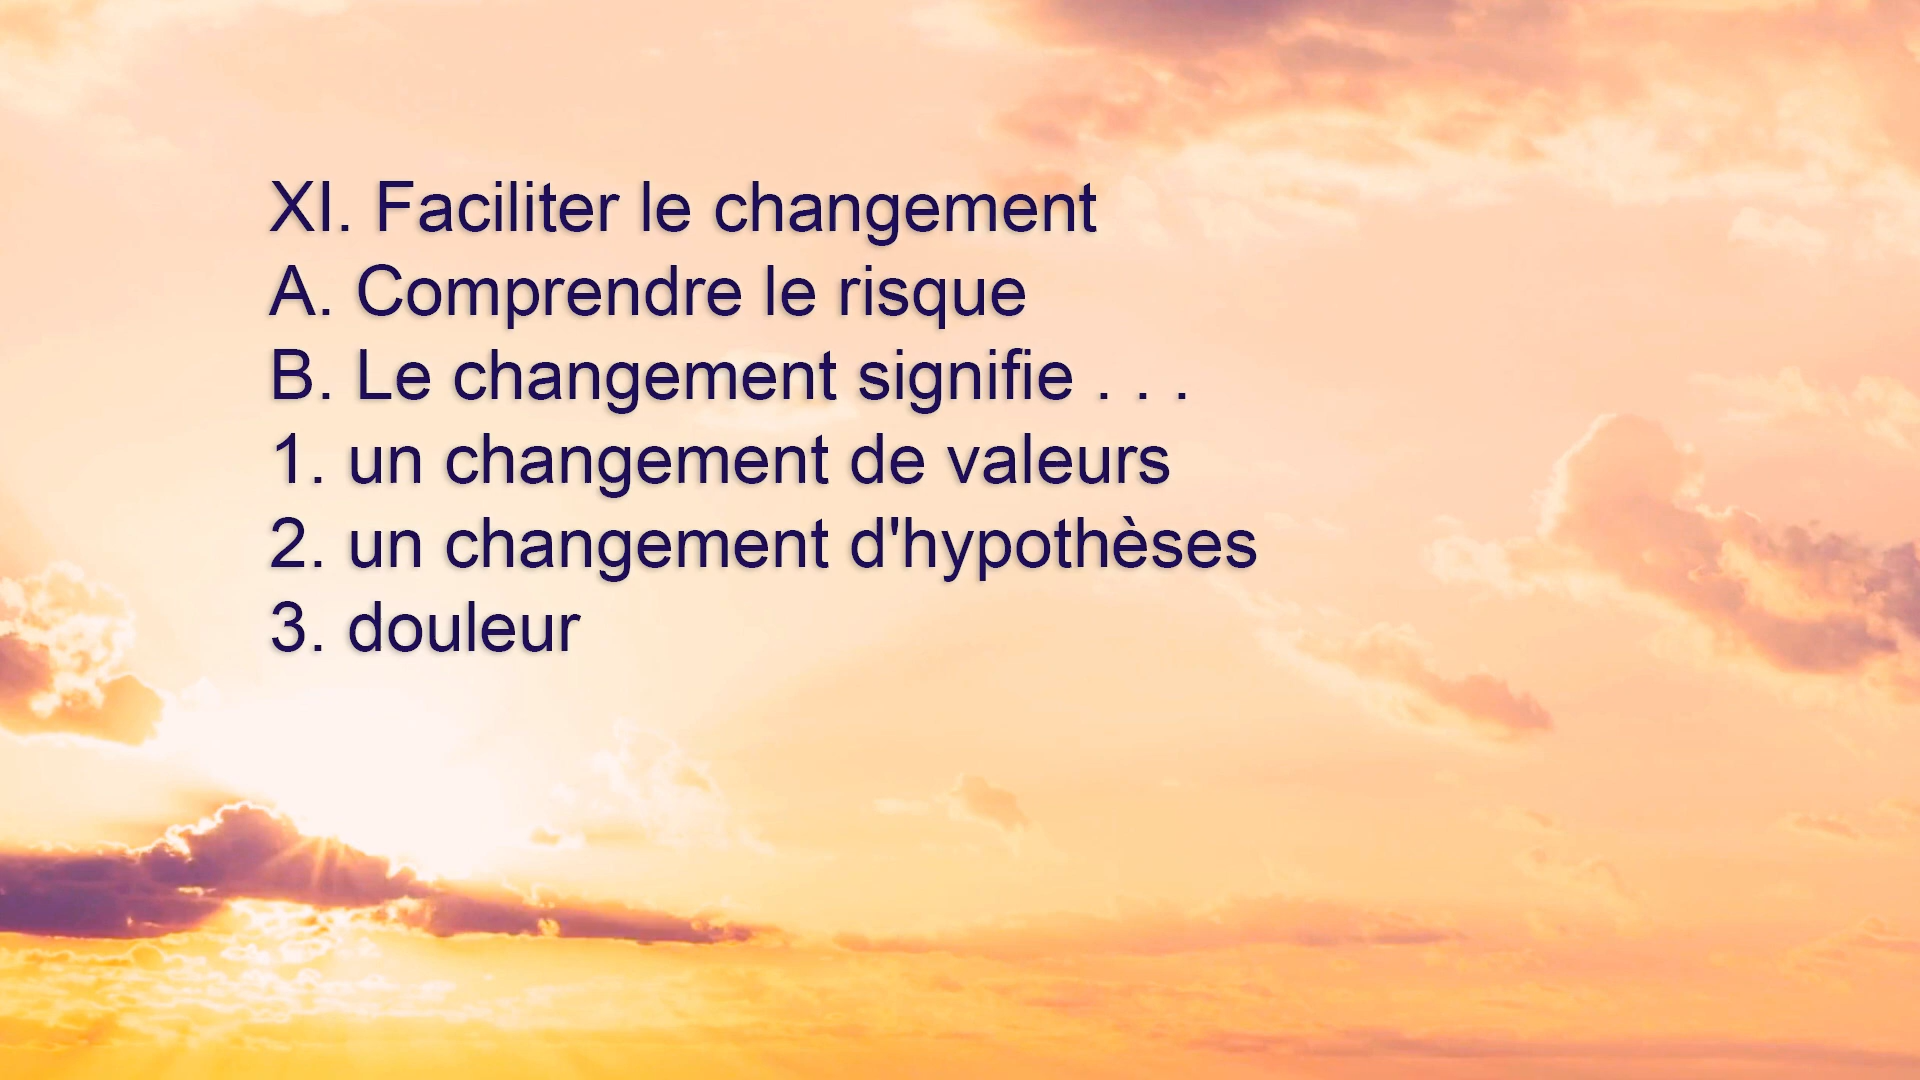 XI. Faciliter le changement
A. Comprendre le risque
B. Le changement signifie . . .
1. un changement de valeurs
2. un changement d'hypothèses
3. douleur